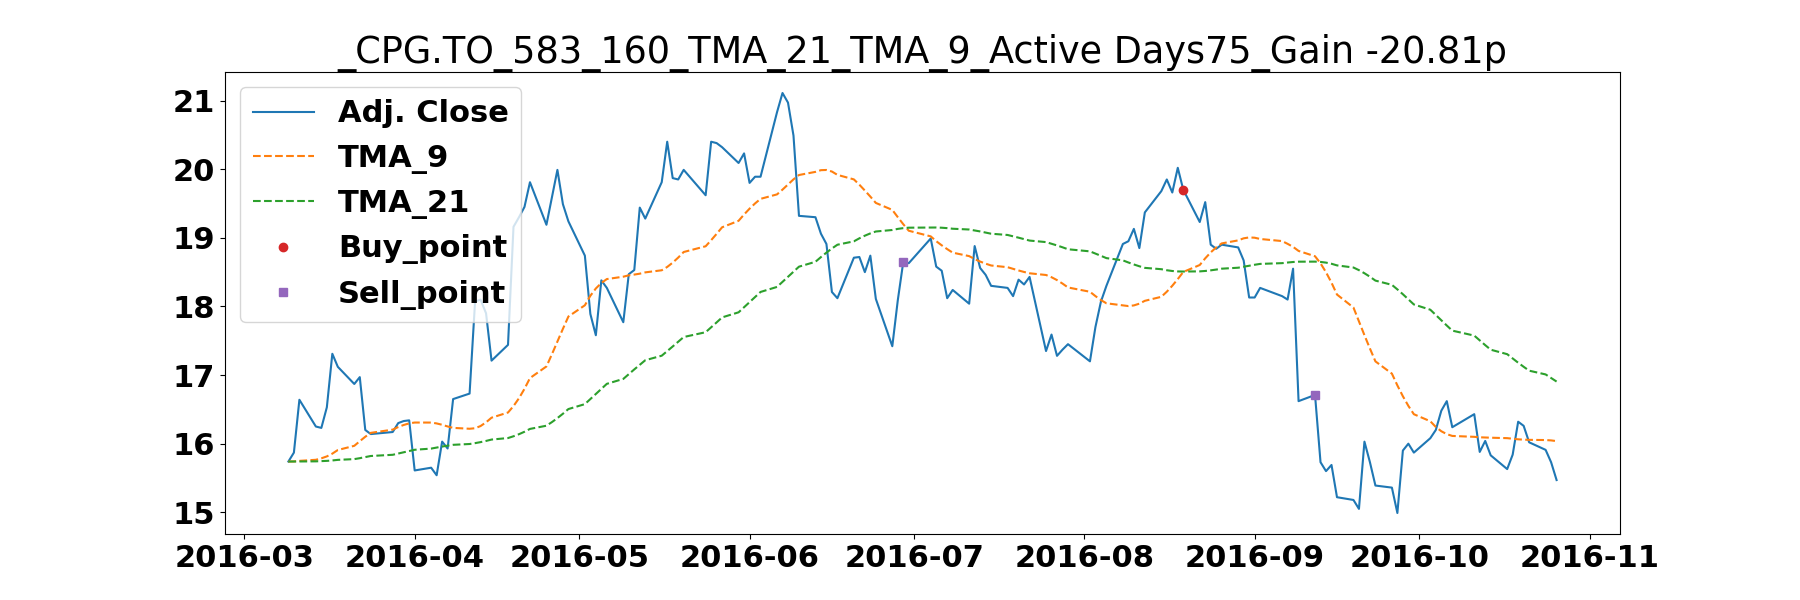 _CPG.TO_583_160_TMA_21_TMA_9_Active Days75_Gain -20.81p
Adj. Close
TMA_9
TMA_21
Buy_point
Sell_point
21
20
19
18
17
16
15
2016-03 2016-04 2016-05 2016-06 2016-07 2016-08 2016-09 2016-10 2016-11